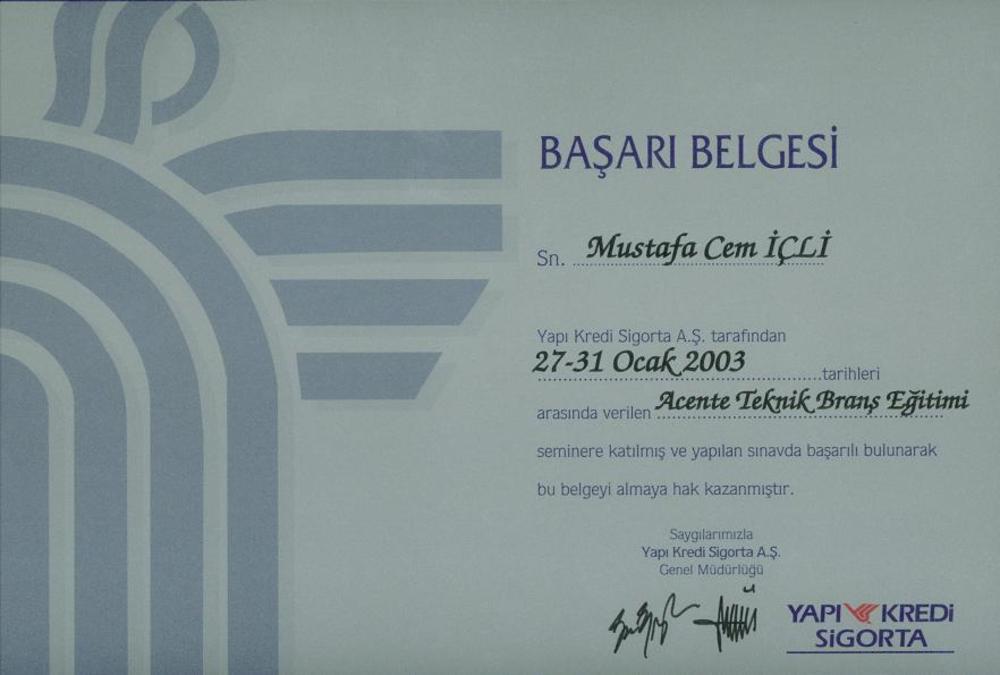 BAŞARI BELGESİ
Sn. Mustafa Cem İÇLİ
Yapı Kredi Sigorta A.Ş. tarafından
27-31 Ocak 2003 tarihleri
arasında verilen Acente Teknik Branş Eğitimi
seminere katılmış ve yapılan sınavda başarılı bulunarak
bu belgeyi almaya hak kazanmıştır.
Saygılarımızla
Yapı Kredi Sigorta A.Ş.
Genel Müdürlüğü
YAPI KREDİ
SİGORTA